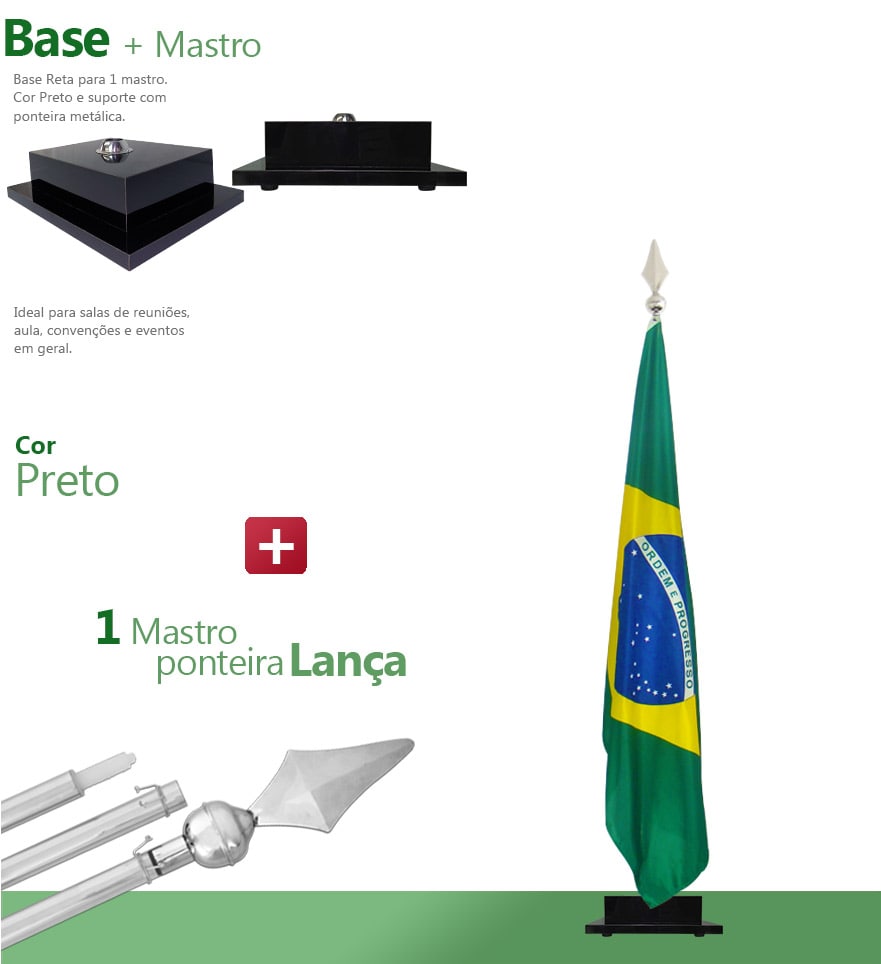 Base + Mastro
Base Reta para 1 mastro.
Cor Preto e suporte com
ponteira metálica.
Ideal para salas de reuniões,
aula, convenções e eventos
em geral.
Cor
Preto
1 Mastro
ponteira Lança
ORDEM E PROGRESSO